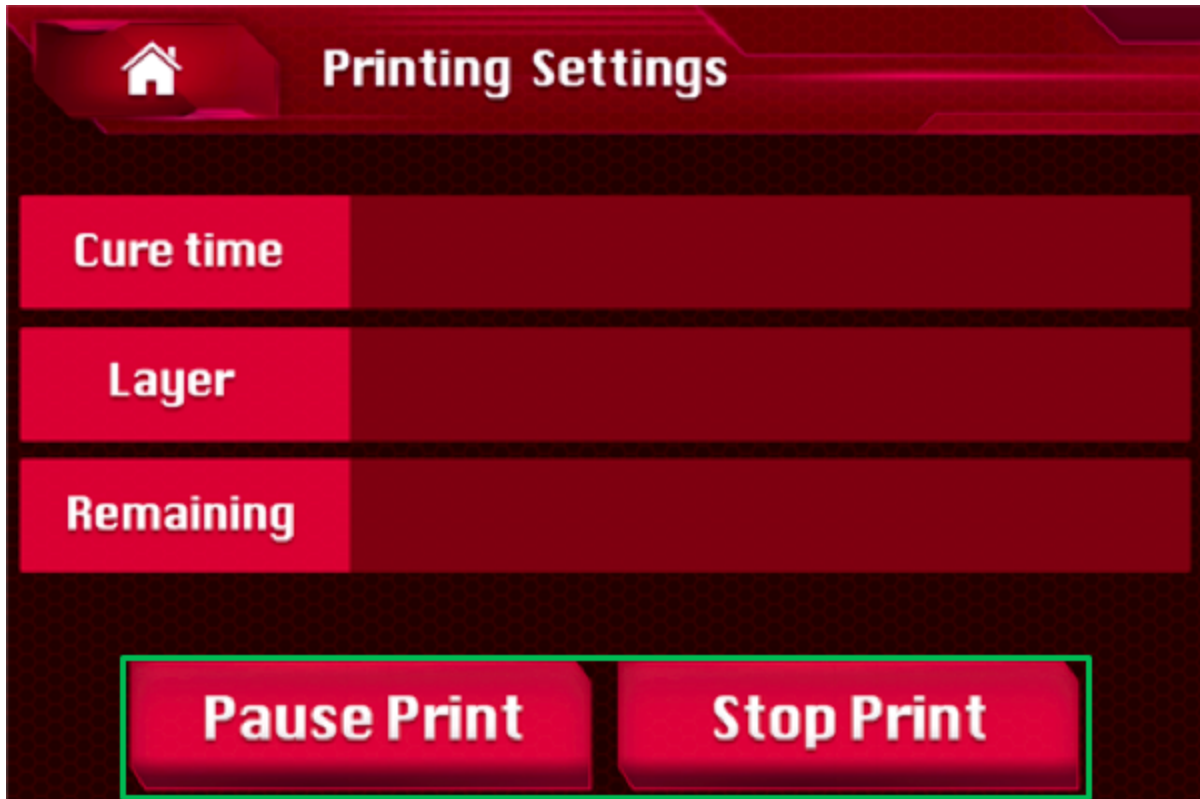 Printing Settings
Cure time
Layer
Remaining
Pause Print
Stop Print